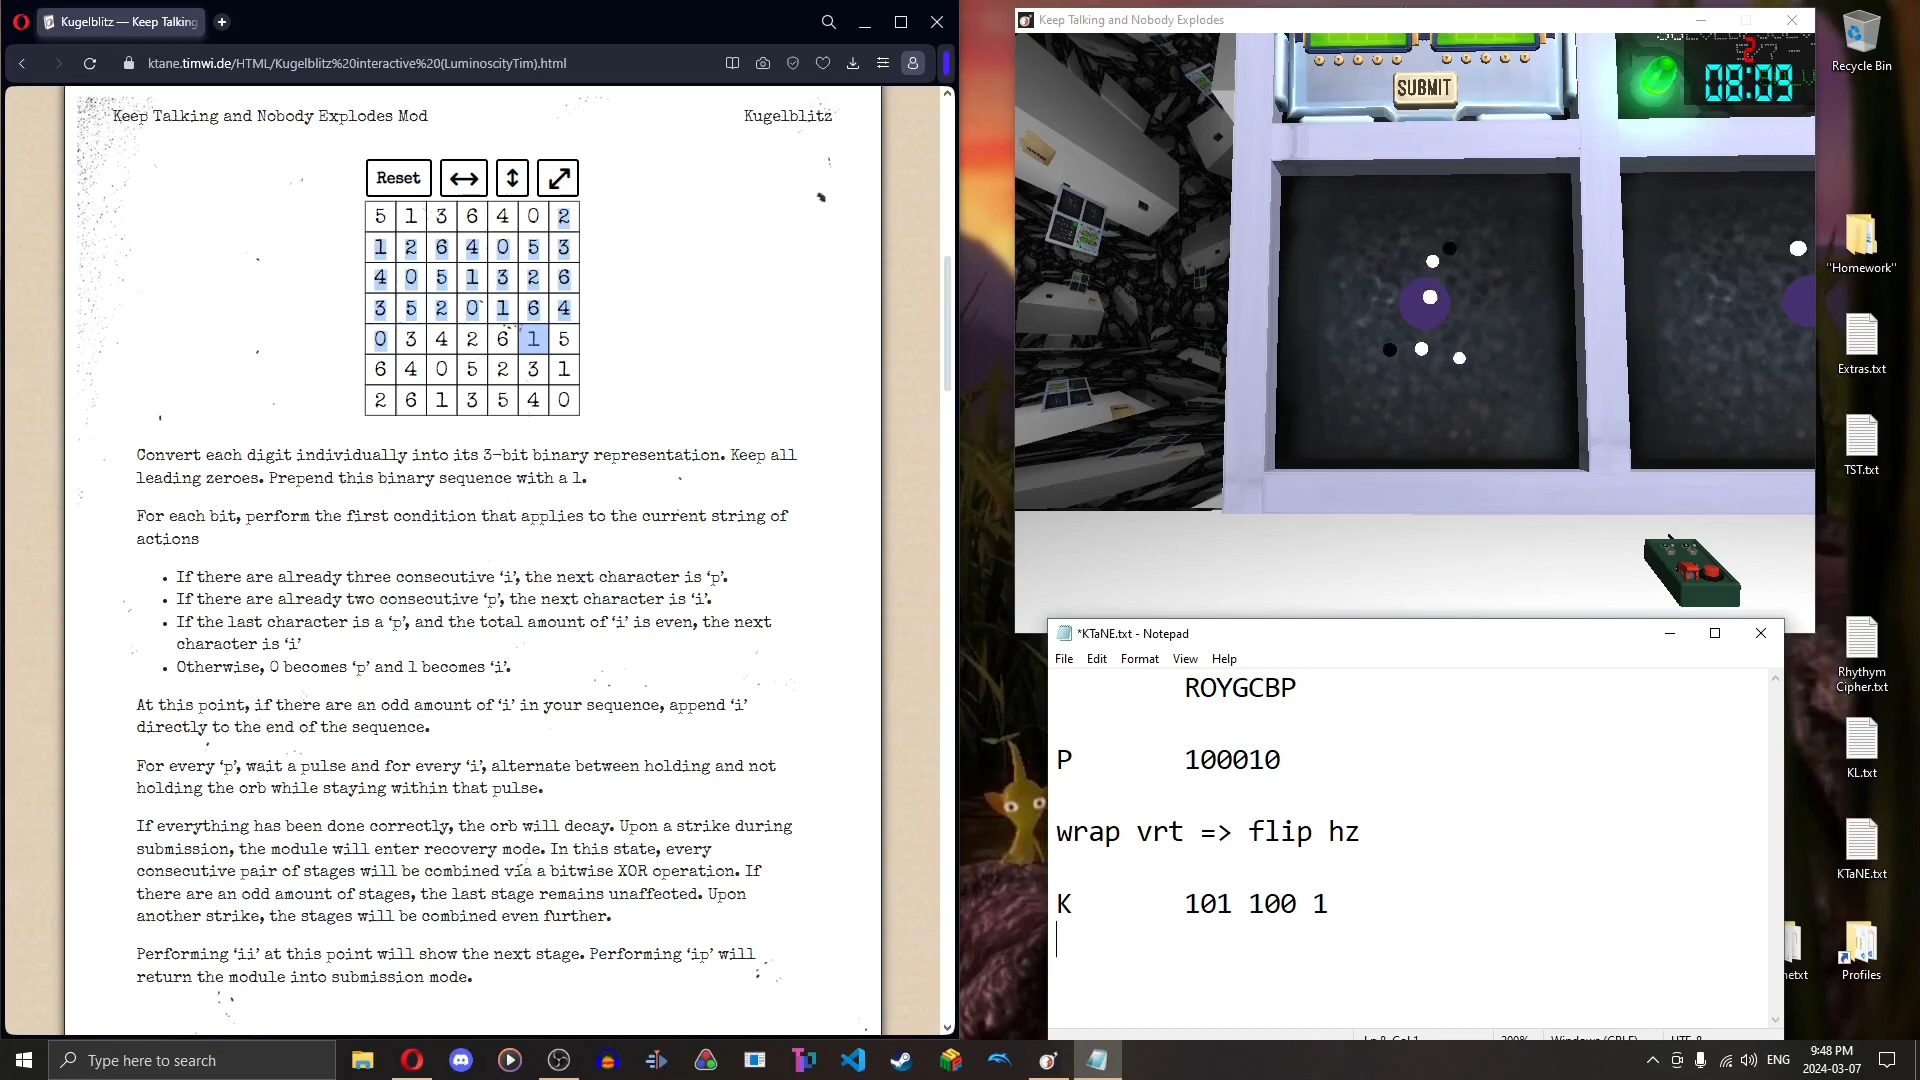 Kugelblitz — Keep Talking
ktane.timwi.de/HTML/Kugelblitz%20interactive%20(LuminoscityTim).html
Keep Talking and Nobody Explodes Mod
Kugelblitz
Reset
5 1 3 6 4 0 2
1 2 6 4 0 5 3
4 0 5 1 3 2 6
3 5 2 0 1 6 4
0 3 4 2 6 1 5
6 4 0 5 2 3 1
2 6 1 3 5 4 0
Convert each digit individually into its 3-bit binary representation. Keep all
leading zeroes. Prepend this binary sequence with a 1.
For each bit, perform the first condition that applies to the current string of
actions
If there are already three consecutive ‘i’, the next character is ‘p’.
If there are already two consecutive ‘p’, the next character is ‘i’.
If the last character is a ‘p’, and the total amount of ‘i’ is even, the next
character is ‘i’
Otherwise, 0 becomes ‘p’ and 1 becomes ‘i’.
At this point, if there are an odd amount of ‘i’ in your sequence, append ‘i’
directly to the end of the sequence.
For every ‘p’, wait a pulse and for every ‘i’, alternate between holding and not
holding the orb while staying within that pulse.
If everything has been done correctly, the orb will decay. Upon a strike during
submission, the module will enter recovery mode. In this state, every
consecutive pair of stages will be combined via a bitwise XOR operation. If
there are an odd amount of stages, the last stage remains unaffected. Upon
another strike, the stages will be combined even further.
Performing ‘ii’ at this point will show the next stage. Performing ‘ip’ will
return the module into submission mode.
Keep Talking and Nobody Explodes
SUBMIT
2
08:09
*KTaNE.txt - Notepad
File Edit Format View Help
ROYGCBP
P 100010
wrap vrt => flip hz
K 101 100 1
Recycle Bin
"Homework"
Extras.txt
TST.txt
Rhythym
Cipher.txt
KL.txt
KTaNE.txt
Profiles
Type here to search
ENG
9:48 PM
2024-03-07